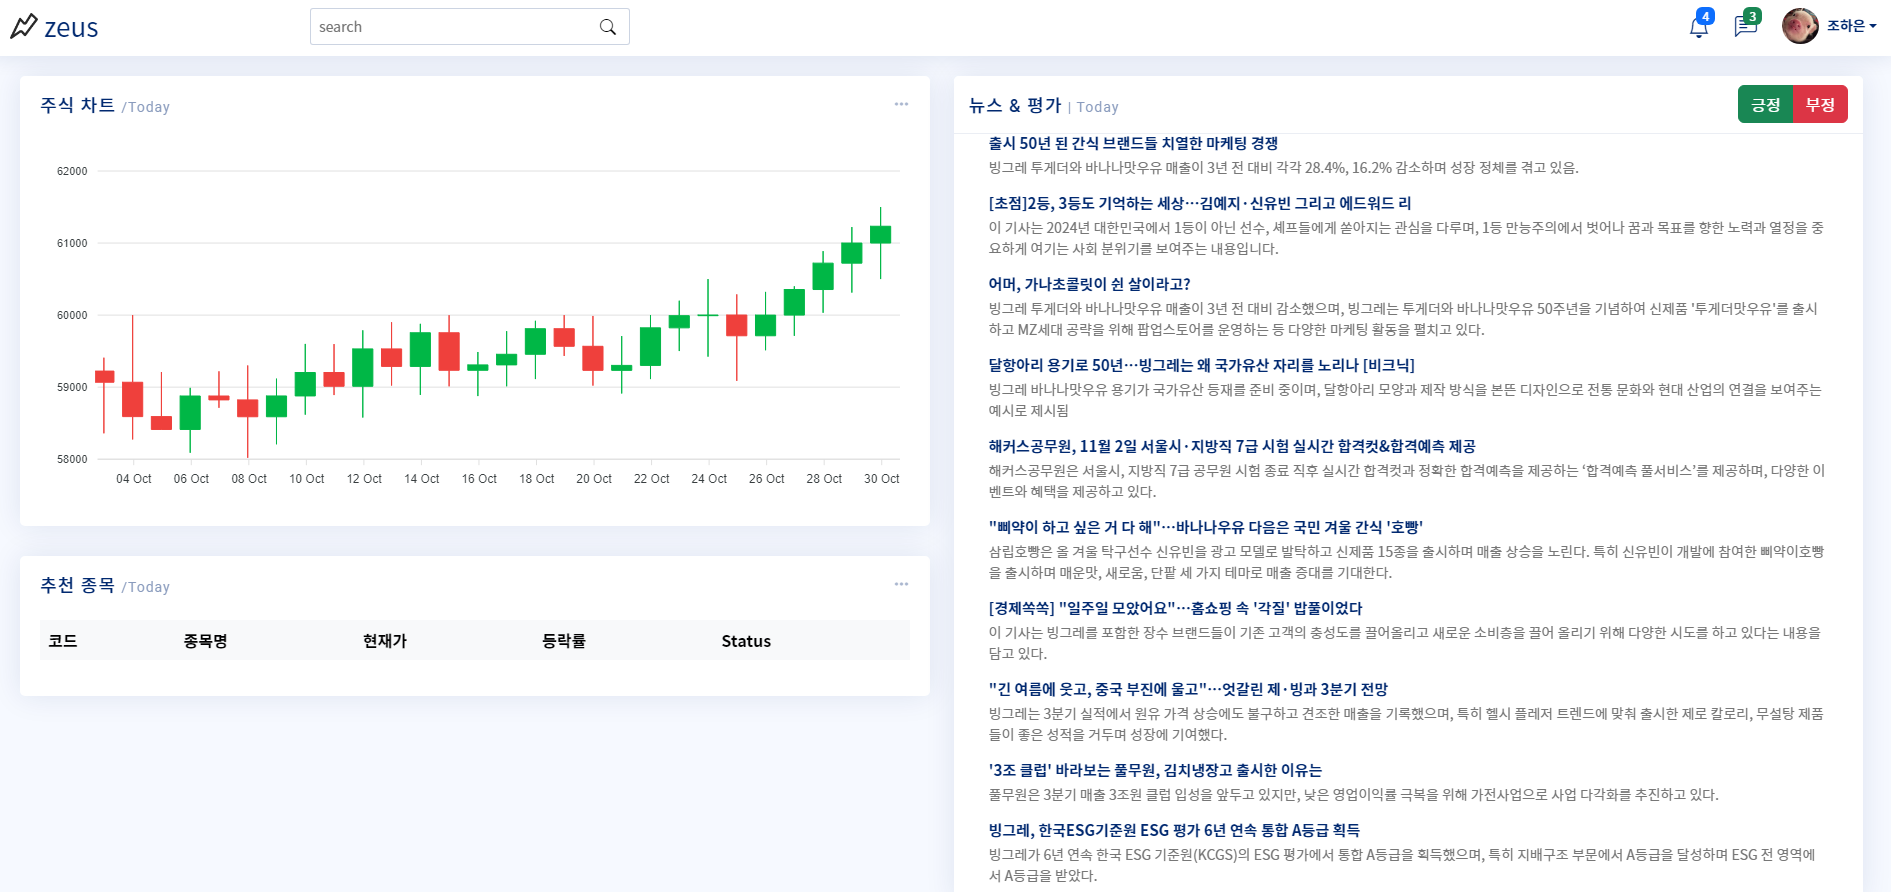 zeus
search
4
3
조하은
주식 차트 /Today
62000
61000
60000
59000
58000
04 Oct 06 Oct 08 Oct 10 Oct 12 Oct 14 Oct 16 Oct 18 Oct 20 Oct 22 Oct 24 Oct 26 Oct 28 Oct 30 Oct
추천 종목 /Today
코드 종목명 현재가 등락률 Status
뉴스 & 평가 | Today
긍정 부정
출시 50년 된 간식 브랜드들 치열한 마케팅 경쟁
빙그레 투게더와 바나나맛우유 매출이 3년 전 대비 각각 28.4%, 16.2% 감소하며 성장 정체를 겪고 있음.
[초점]2등, 3등도 기억하는 세상…김예지·신유빈 그리고 에드워드 리
이 기사는 2024년 대한민국에서 1등이 아닌 선수, 셰프들에게 쏟아지는 관심을 다루며, 1등 만능주의에서 벗어나 꿈과 목표를 향한 노력과 열정을 중
요하게 여기는 사회 분위기를 보여주는 내용입니다.
어머, 가나초콜릿이 쉰 살이라고?
빙그레 투게더와 바나나맛우유 매출이 3년 전 대비 감소했으며, 빙그레는 투게더와 바나나맛우유 50주년을 기념하여 신제품 '투게더맛우유'를 출시
하고 MZ세대 공략을 위해 팝업스토어를 운영하는 등 다양한 마케팅 활동을 펼치고 있다.
달항아리 용기로 50년…빙그레는 왜 국가유산 자리를 노리나 [비크닉]
빙그레 바나나맛우유 용기가 국가유산 등재를 준비 중이며, 달항아리 모양과 제작 방식을 본뜬 디자인으로 전통 문화와 현대 산업의 연결을 보여주는
예시로 제시됨
해커스공무원, 11월 2일 서울시·지방직 7급 시험 실시간 합격컷&합격예측 제공
해커스공무원은 서울시, 지방직 7급 공무원 시험 종료 직후 실시간 합격컷과 정확한 합격예측을 제공하는 ‘합격예측 풀서비스’를 제공하며, 다양한 이
벤트와 혜택을 제공하고 있다.
"삐약이 하고 싶은 거 다 해"…바나나우유 다음은 국민 겨울 간식 '호빵'
삼립호빵은 올 겨울 탁구선수 신유빈을 광고 모델로 발탁하고 신제품 15종을 출시하며 매출 상승을 노린다. 특히 신유빈이 개발에 참여한 삐약이호빵
을 출시하며 매운맛, 새로움, 단팥 세 가지 테마로 매출 증대를 기대한다.
[경제쏙쏙] "일주일 모았어요"…홈쇼핑 속 '각질' 밥풀이었다
이 기사는 빙그레를 포함한 장수 브랜드들이 기존 고객의 충성도를 끌어올리고 새로운 소비층을 끌어 올리기 위해 다양한 시도를 하고 있다는 내용을
담고 있다.
"긴 여름에 웃고, 중국 부진에 울고"…엇갈린 제·빙과 3분기 전망
빙그레는 3분기 실적에서 원유 가격 상승에도 불구하고 견조한 매출을 기록했으며, 특히 헬시 플레저 트렌드에 맞춰 출시한 제로 칼로리, 무설탕 제품
들이 좋은 성적을 거두며 성장에 기여했다.
'3조 클럽' 바라보는 풀무원, 김치냉장고 출시한 이유는
풀무원은 3분기 매출 3조원 클럽 입성을 앞두고 있지만, 낮은 영업이익률 극복을 위해 가전사업으로 사업 다각화를 추진하고 있다.
빙그레, 한국ESG기준원 ESG 평가 6년 연속 통합 A등급 획득
빙그레가 6년 연속 한국 ESG 기준원(KCGS)의 ESG 평가에서 통합 A등급을 획득했으며, 특히 지배구조 부문에서 A등급을 달성하며 ESG 전 영역에
서 A등급을 받았다.